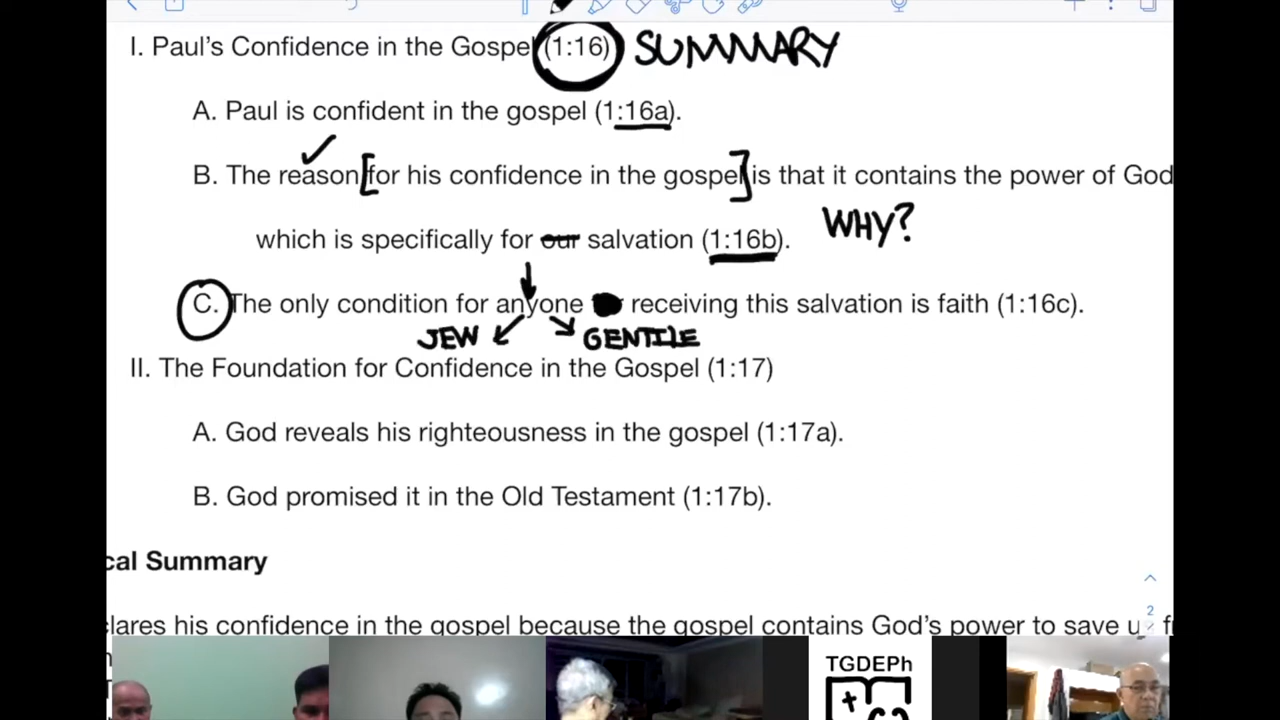 I. Paul's Confidence in the Gospel (1:16) SUMMARY
A. Paul is confident in the gospel (1:16a).
B. The reason [for his confidence in the gospel] is that it contains the power of God
WHY?
which is specifically for our salvation (1:16b).
C. The only condition for anyone receiving this salvation is faith (1:16c).
JEW GENTILE
II. The Foundation for Confidence in the Gospel (1:17)
A. God reveals his righteousness in the gospel (1:17a).
B. God promised it in the Old Testament (1:17b).
cal Summary
2
clares his confidence in the gospel because the gospel contains God's power to save
TGDEPh